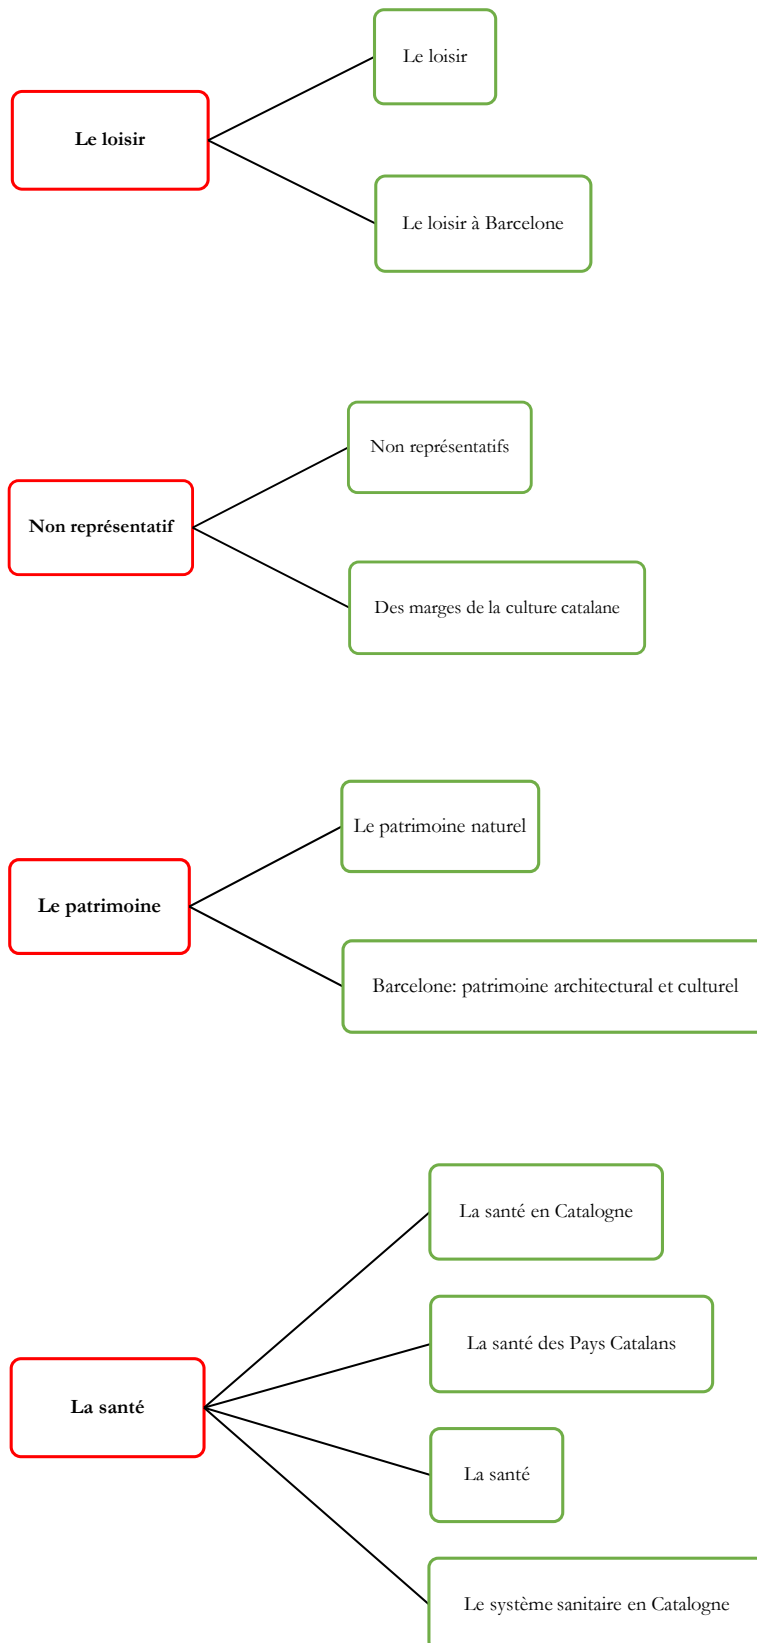 Le loisir
Le loisir
Le loisir à Barcelone
Non représentatifs
Non représentatif
Des marges de la culture catalane
Le patrimoine naturel
Le patrimoine
Barcelone: patrimoine architectural et culturel
La santé en Catalogne
La santé des Pays Catalans
La santé
La santé
Le système sanitaire en Catalogne